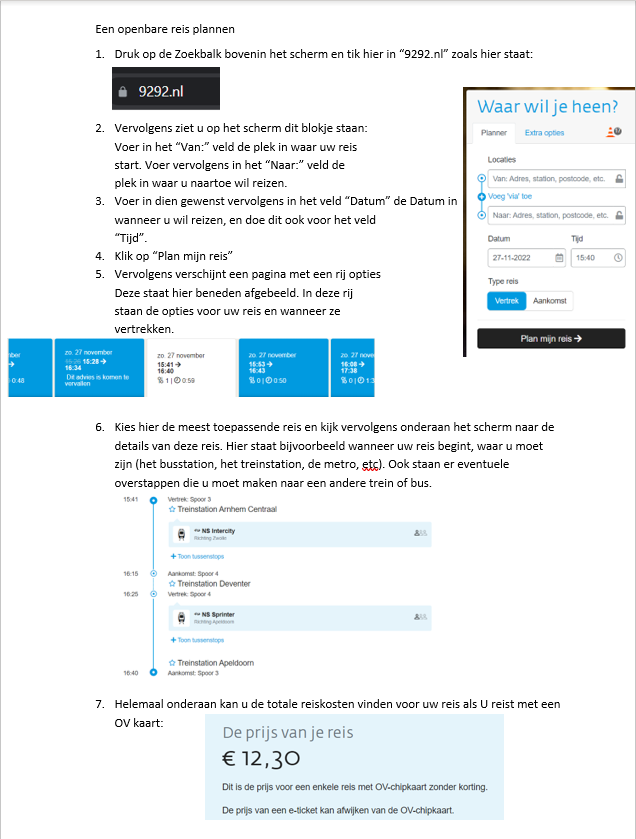 Een openbare reis plannen
1. Druk op de Zoekbalk bovenin het scherm en tik hier in “9292.nl” zoals hier staat:
9292.nl
2. Vervolgens ziet u op het scherm dit blokje staan:
Voer in het “Van:” veld de plek in waar uw reis
start. Voer vervolgens in het “Naar:” veld de
plek in waar u naartoe wil reizen.
3. Voer in dien gewenst vervolgens in het veld “Datum” de Datum in
wanneer u wil reizen, en doe dit ook voor het veld
“Tijd”.
4. Klik op “Plan mijn reis”
5. Vervolgens verschijnt een pagina met een rij opties
Deze staat hier beneden afgebeeld. In deze rij
staan de opties voor uw reis en wanneer ze
vertrekken.
Waar wil je heen?
Planner Extra opties
Locaties
Van: Adres, station, postcode, etc.
Voeg 'via' toe
Naar: Adres, station, postcode, etc.
Datum Tijd
27-11-2022 15:40
Type reis
Vertrek Aankomst
Plan mijn reis →
zo. 27 november
15:28 →
16:34
Dit advies is komen te
vervallen
zo. 27 november
15:41 →
16:40
1 | 0:59
zo. 27 november
15:53 →
16:43
0 | 0:50
zo. 27 nove
16:08 →
17:38
6. Kies hier de meest toepassende reis en kijk vervolgens onderaan het scherm naar de
details van deze reis. Hier staat bijvoorbeeld wanneer uw reis begint, waar u moet
zijn (het busstation, het treinstation, de metro, etc). Ook staan er eventuele
overstappen die u moet maken naar een andere trein of bus.
15:41 Vertrek: Spoor 3
Treinstation Arnhem Centraal
NS Intercity
Richting Zwolle
+ Toon tussenstops
16:15 Aankomst: Spoor 4
Treinstation Deventer
16:25 Vertrek: Spoor 4
NS Sprinter
Richting Apeldoorn
+ Toon tussenstops
Treinstation Apeldoorn
16:40 Aankomst: Spoor 3
7. Helemaal onderaan kan u de totale reiskosten vinden voor uw reis als U reist met een
OV kaart:
De prijs van je reis
€ 12,30
Dit is de prijs voor een enkele reis met OV-chipkaart zonder korting.
De prijs van een e-ticket kan afwijken van de OV-chipkaart.